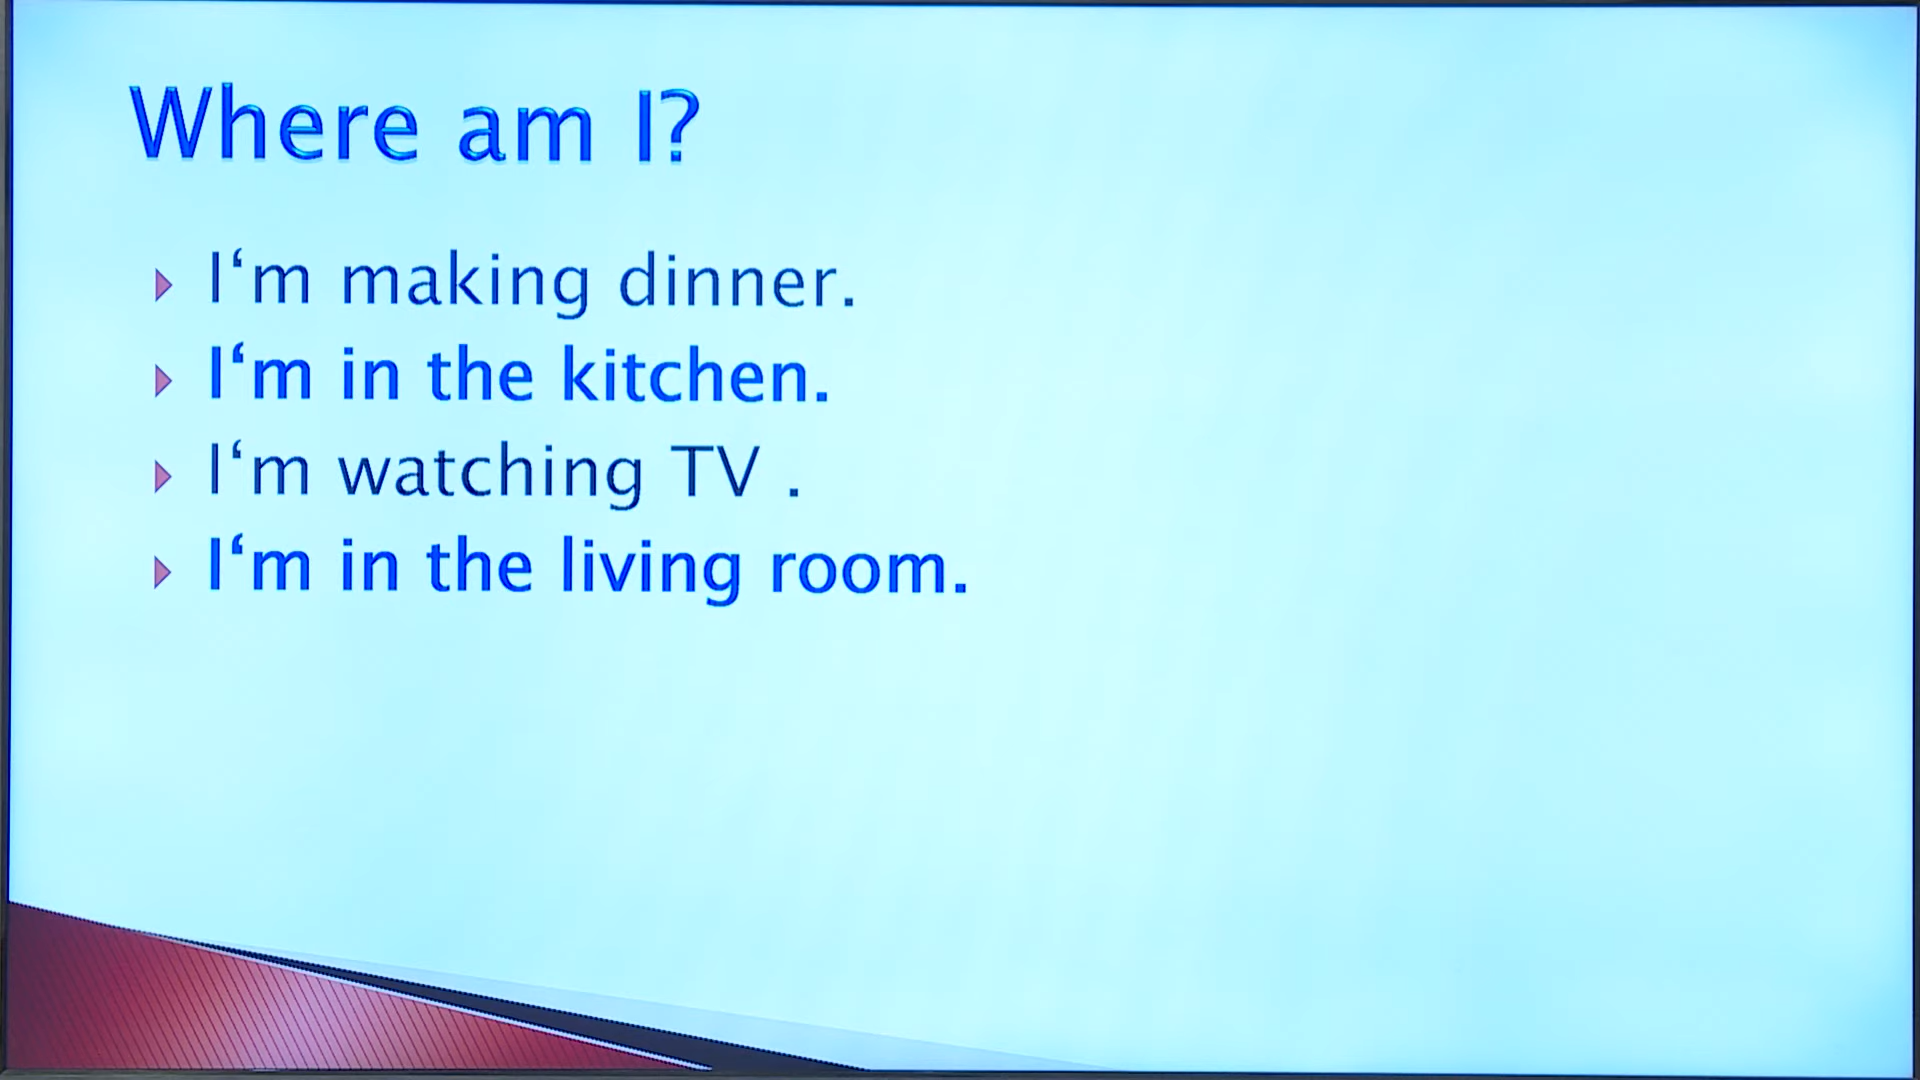 Where am I?
I‘m making dinner.
I‘m in the kitchen.
I‘m watching TV .
I‘m in the living room.